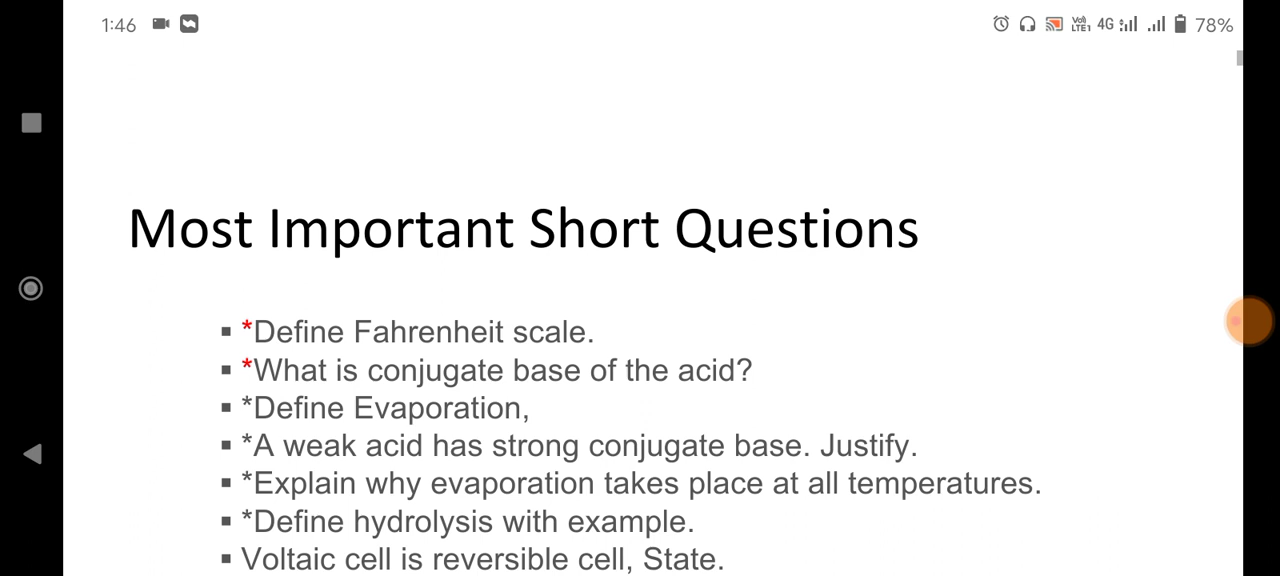 1:46 Vo) LTE1 4G 78%
Most Important Short Questions
▪ *Define Fahrenheit scale.
▪ *What is conjugate base of the acid?
▪ *Define Evaporation,
▪ *A weak acid has strong conjugate base. Justify.
▪ *Explain why evaporation takes place at all temperatures.
▪ *Define hydrolysis with example.
▪ Voltaic cell is reversible cell, State.